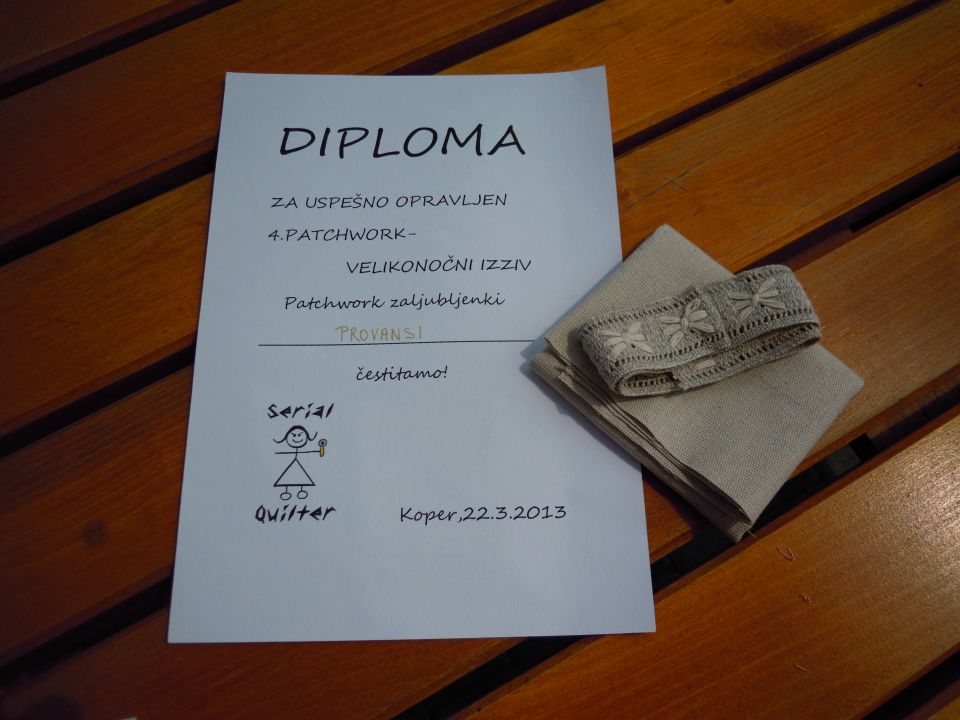 DIPLOMA
ZA USPEŠNO OPRAVLJEN
4.PATCHWORK-
VELIKONOČNI IZZIV
Patchwork zaljubljenki
PROVANSI
čestitamo!
Serial
Quilter
Koper,22.3.2013